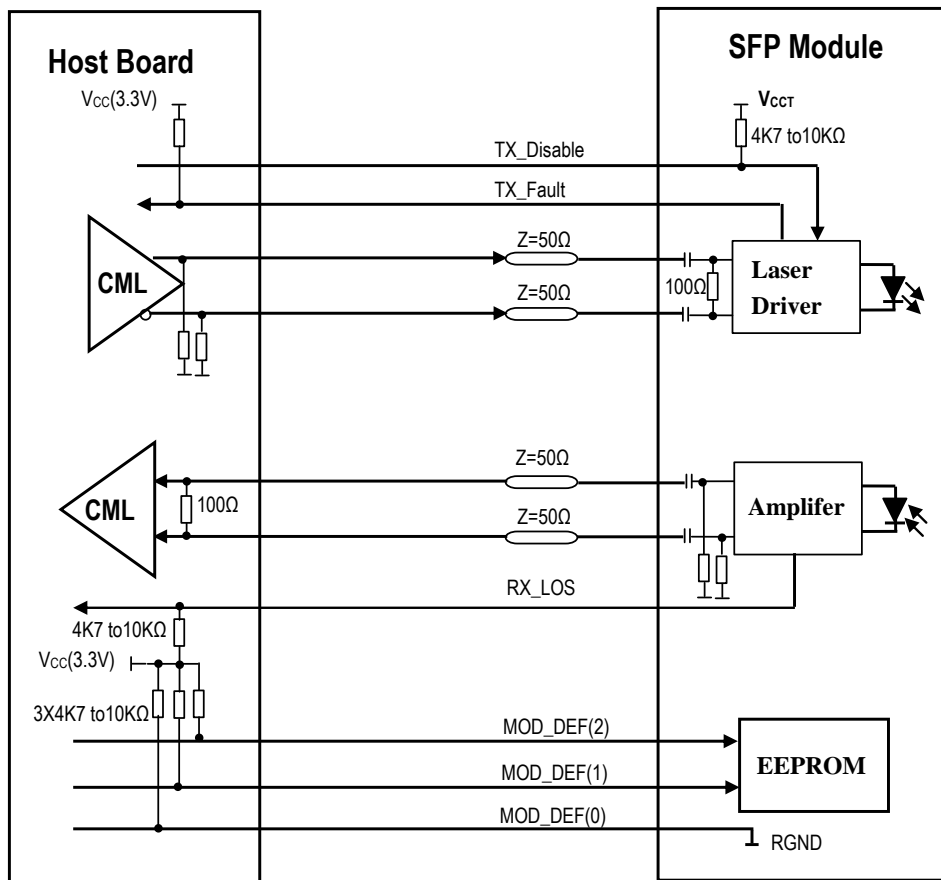 Host Board
SFP Module
VCC(3.3V)
VCCT
4K7 to10KΩ
TX_Disable
TX_Fault
CML
Z=50Ω
Z=50Ω
100Ω
Laser
Driver
CML
100Ω
Z=50Ω
Z=50Ω
Amplifer
RX_LOS
4K7 to10KΩ
VCC(3.3V)
3X4K7 to10KΩ
MOD_DEF(2)
MOD_DEF(1)
MOD_DEF(0)
EEPROM
RGND